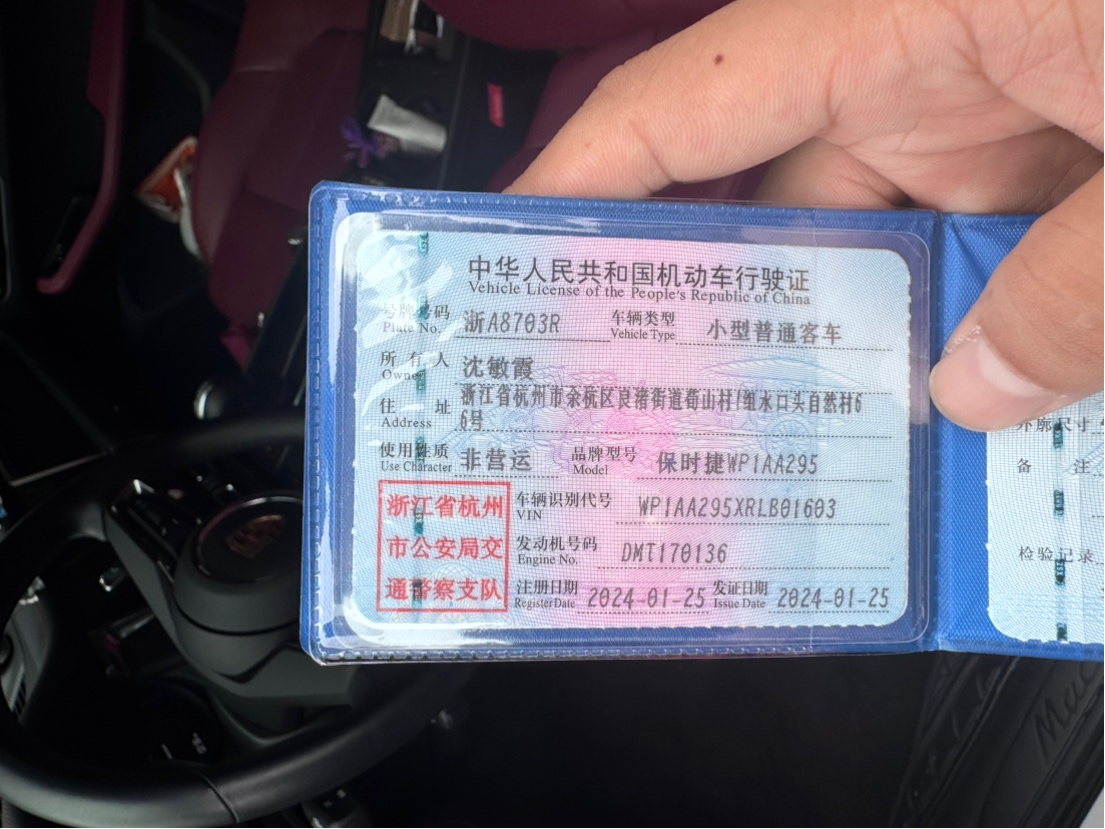 中华人民共和国机动车行驶证
Vehicle License of the People's Republic of China
号牌号码 浙A8703R 车辆类型 小型普通客车
Plate No. Vehicle Type
所有人 沈敏霞
Owner
住址 浙江省杭州市余杭区良渚街道荀山村1组水口头自然村6
Address 6号
使用性质 非营运 品牌型号 保时捷WP1AA295
Use Character Model
浙江省杭州
市公安局交
通警察支队
车辆识别代号 WP1AA295XRLB01603
VIN
发动机号码 DMT170136
Engine No.
注册日期 2024-01-25 发证日期 2024-01-25
Register Date Issue Date
外廓尺寸
备注
检验记录